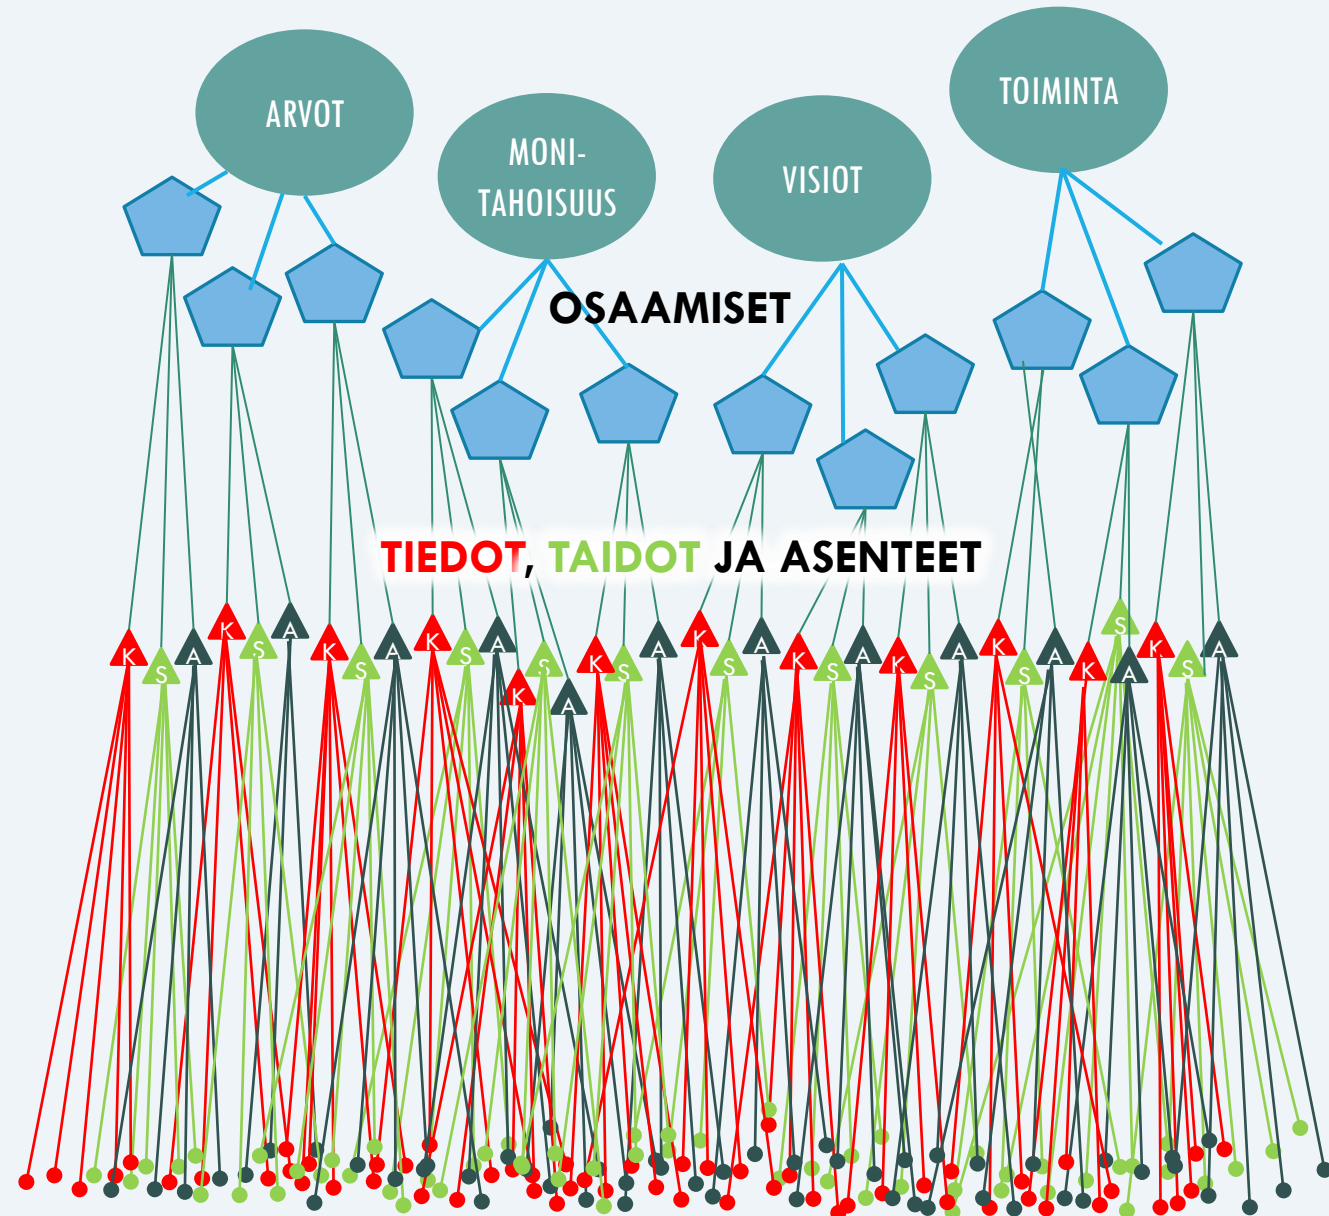 ARVOT
MONI-
TAHOISUUS
VISIOT
TOIMINTA
OSAAMISET
TIEDOT, TAIDOT JA ASENTEET
K S A K S A K S A K S A K S A K S A K S A K S A K S A K S A K S A K S A